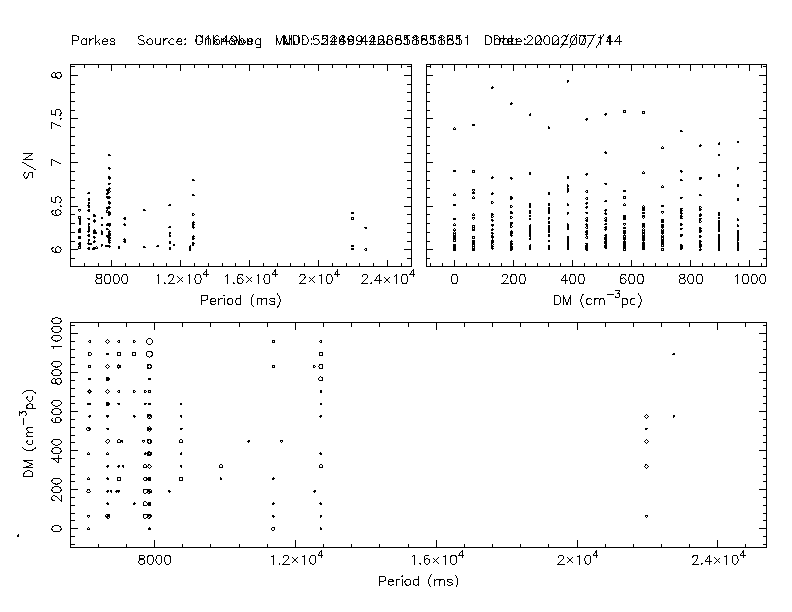 Parkes Source:
8
7.5
7
6.5
6
S/N
8000 1.2×10⁴ 1.6×10⁴ 2×10⁴ 2.4×10⁴
Period (ms)
0 200 400 600 800 1000
DM (cm⁻³pc)
1000
800
600
400
200
0
DM (cm⁻³pc)
8000 1.2×10⁴ 1.6×10⁴ 2×10⁴ 2.4×10⁴
Period (ms)